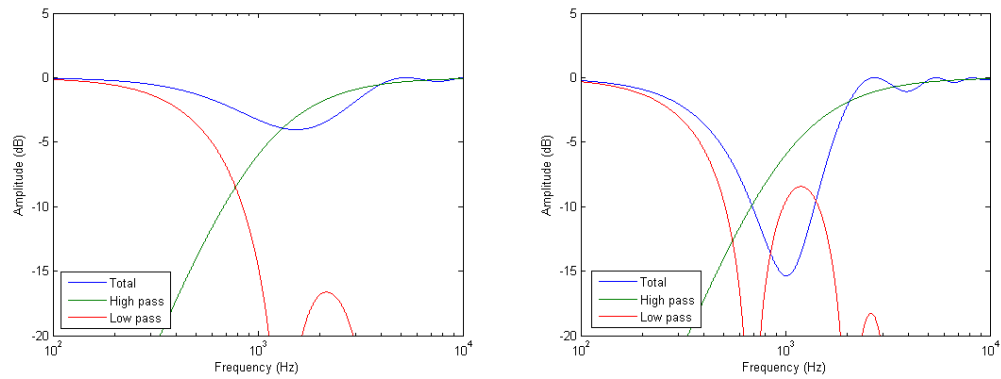 5
0
-5
-10
-15
-20
Amplitude (dB)
Total
High pass
Low pass
10^2
10^3
10^4
Frequency (Hz)
5
0
-5
-10
-15
-20
Amplitude (dB)
Total
High pass
Low pass
10^2
10^3
10^4
Frequency (Hz)